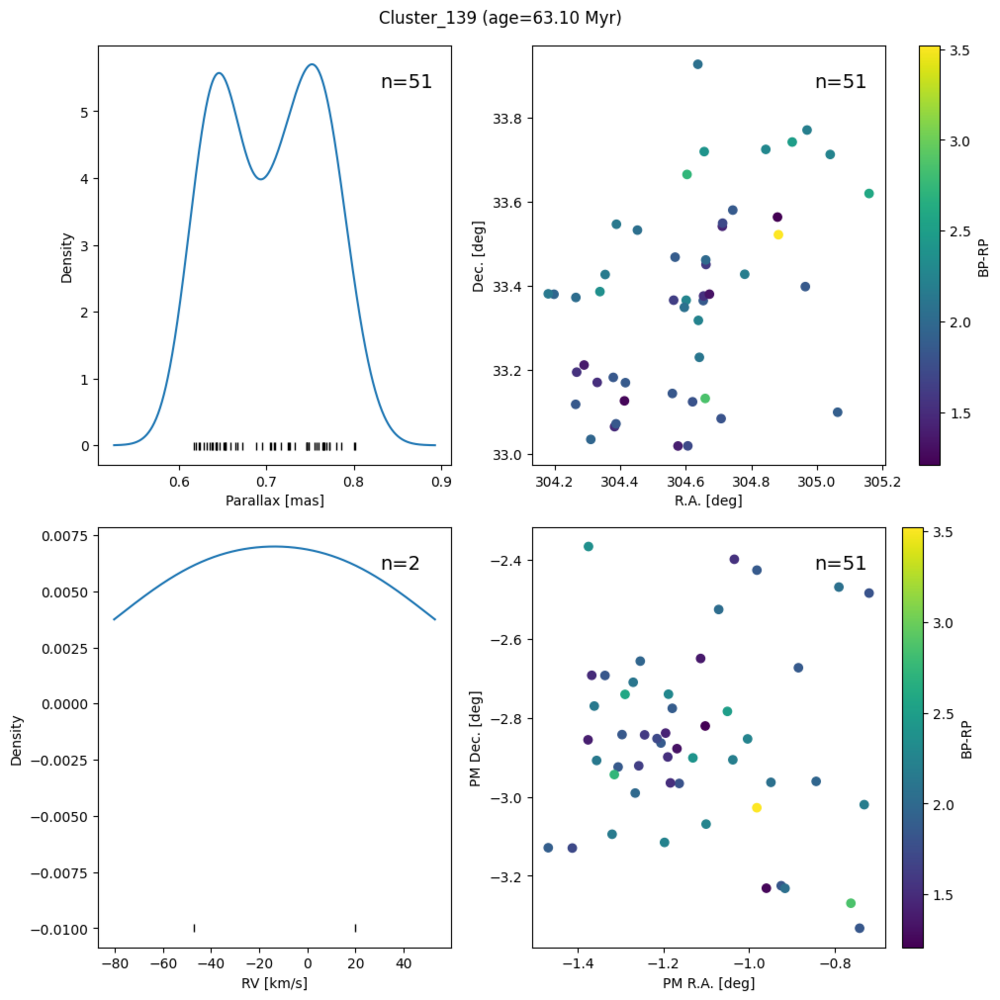 Cluster_139 (age=63.10 Myr)
n=51
5
4
3
2
1
0
Density
0.6 0.7 0.8 0.9
Parallax [mas]
n=51
33.8
33.6
33.4
33.2
33.0
Dec. [deg]
304.2 304.4 304.6 304.8 305.0 305.2
R.A. [deg]
3.5
3.0
2.5
2.0
1.5
BP-RP
n=2
0.0075
0.0050
0.0025
0.0000
−0.0025
−0.0050
−0.0075
−0.0100
Density
−80 −60 −40 −20 0 20 40
RV [km/s]
n=51
−2.4
−2.6
−2.8
−3.0
−3.2
PM Dec. [deg]
−1.4 −1.2 −1.0 −0.8
PM R.A. [deg]
3.5
3.0
2.5
2.0
1.5
BP-RP